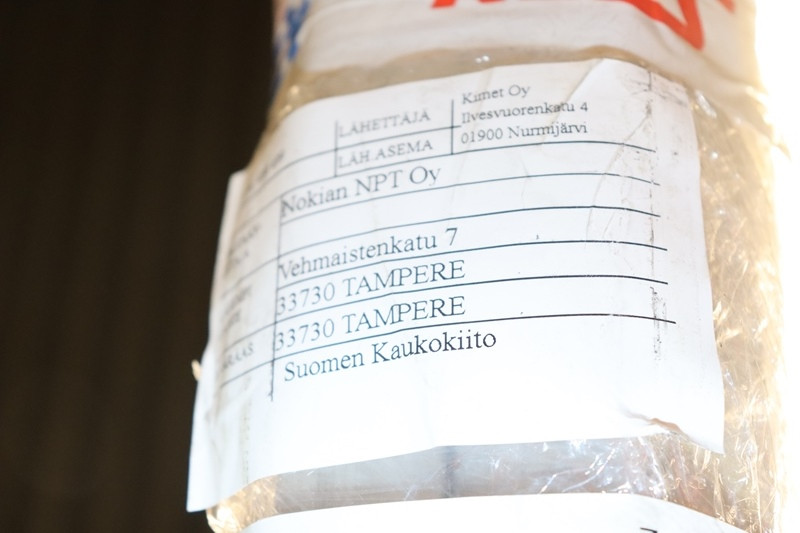 LÄHETTÄJÄ
Kimet Oy
Ilvesvuorenkatu 4
LÄH.ASEMA
01900 Nurmijärvi
Nokian NPT Oy
Vehmaistenkatu 7
33730 TAMPERE
33730 TAMPERE
Suomen Kaukokiito